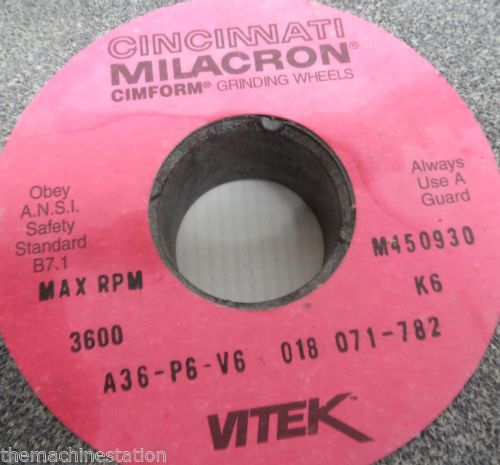 CINCINNATI
MILACRON®
CIMFORM® GRINDING WHEELS
Obey
A.N.S.I.
Safety
Standard
B7.1
Always
Use A
Guard
MAX RPM
3600
M450930
K6
A36-P6-V6 018 071-782
VITEK™
themachinestation